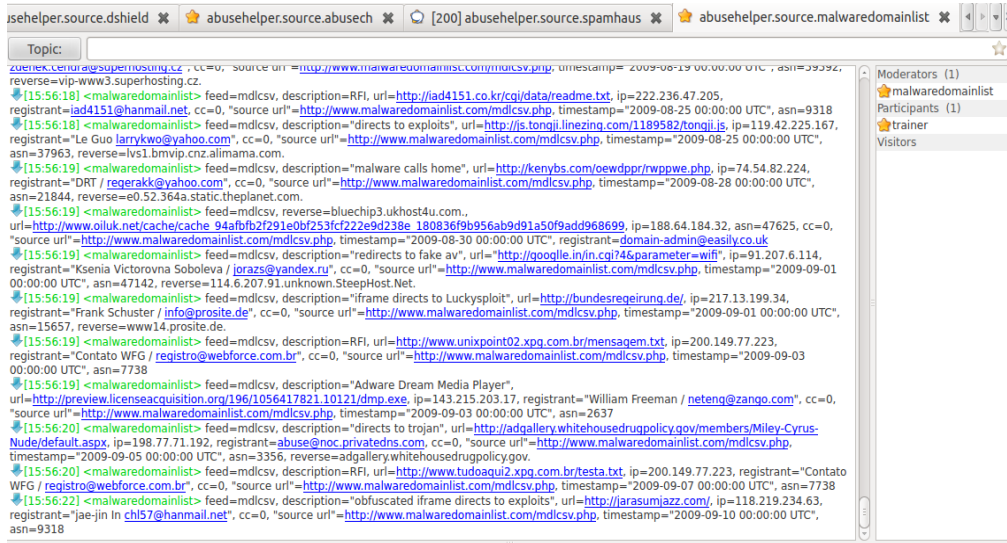 usehelper.source.dshield ✖ abusehelper.source.abusech ✖ [200] abusehelper.source.spamhaus ✖ abusehelper.source.malwaredomainlist ✖
Topic:
zdenek.cendra@superhosting.cz", cc=0, "source url"=http://www.malwaredomainlist.com/mdlcsv.php, timestamp="2009-08-19 00:00:00 UTC", asn=39392,
reverse=vip-www3.superhosting.cz.
[15:56:18] <malwaredomainlist> feed=mdlcsv, description=RFI, url=http://iad4151.co.kr/cgi/data/readme.txt, ip=222.236.47.205,
registrant=iad4151@hanmail.net, cc=0, "source url"=http://www.malwaredomainlist.com/mdlcsv.php, timestamp="2009-08-25 00:00:00 UTC", asn=9318
[15:56:18] <malwaredomainlist> feed=mdlcsv, description="directs to exploits", url=http://js.tongji.linezing.com/1189582/tongji.js, ip=119.42.225.167,
registrant="Le Guo larrykwo@yahoo.com", cc=0, "source url"=http://www.malwaredomainlist.com/mdlcsv.php, timestamp="2009-08-25 00:00:00 UTC",
asn=37963, reverse=lvs1.bmvip.cnz.alimama.com.
[15:56:19] <malwaredomainlist> feed=mdlcsv, description="malware calls home", url=http://kenybs.com/oewdppr/rwppwe.php, ip=74.54.82.224,
registrant="DRT / regerakk@yahoo.com", cc=0, "source url"=http://www.malwaredomainlist.com/mdlcsv.php, timestamp="2009-08-28 00:00:00 UTC",
asn=21844, reverse=e0.52.364a.static.theplanet.com.
[15:56:19] <malwaredomainlist> feed=mdlcsv, reverse=bluechip3.ukhost4u.com.,
url=http://www.oiluk.net/cache/cache_94afbfb2f291e0bf253fcf222e9d238e_180836f9b956ab9d91a50f9add968699, ip=188.64.184.32, asn=47625, cc=0,
"source url"=http://www.malwaredomainlist.com/mdlcsv.php, timestamp="2009-08-30 00:00:00 UTC", registrant=domain-admin@easily.co.uk
[15:56:19] <malwaredomainlist> feed=mdlcsv, description="redirects to fake av", url="http://googlle.in/in.cgi?4&parameter=wifi", ip=91.207.6.114,
registrant="Ksenia Victorovna Soboleva / jorazs@yandex.ru", cc=0, "source url"=http://www.malwaredomainlist.com/mdlcsv.php, timestamp="2009-09-01
00:00:00 UTC", asn=47142, reverse=114.6.207.91.unknown.SteepHost.Net.
[15:56:19] <malwaredomainlist> feed=mdlcsv, description="iframe directs to Luckysploit", url=http://bundesregeirung.de/, ip=217.13.199.34,
registrant="Frank Schuster / info@prosite.de", cc=0, "source url"=http://www.malwaredomainlist.com/mdlcsv.php, timestamp="2009-09-01 00:00:00 UTC",
asn=15657, reverse=www14.prosite.de.
[15:56:19] <malwaredomainlist> feed=mdlcsv, description=RFI, url=http://www.unixpoint02.xpg.com.br/mensagem.txt, ip=200.149.77.223,
registrant="Contato WFG / registro@webforce.com.br", cc=0, "source url"=http://www.malwaredomainlist.com/mdlcsv.php, timestamp="2009-09-03
00:00:00 UTC", asn=7738
[15:56:19] <malwaredomainlist> feed=mdlcsv, description="Adware Dream Media Player",
url=http://preview.licenseacquisition.org/196/1056417821.10121/dmp.exe, ip=143.215.203.17, registrant="William Freeman / neteng@zango.com", cc=0,
"source url"=http://www.malwaredomainlist.com/mdlcsv.php, timestamp="2009-09-03 00:00:00 UTC", asn=2637
[15:56:20] <malwaredomainlist> feed=mdlcsv, description="directs to trojan", url=http://adgallery.whitehousedrugpolicy.gov/members/Miley-Cyrus-
Nude/default.aspx, ip=198.77.71.192, registrant=abuse@noc.privatedns.com, cc=0, "source url"=http://www.malwaredomainlist.com/mdlcsv.php,
timestamp="2009-09-05 00:00:00 UTC", asn=3356, reverse=adgallery.whitehousedrugpolicy.gov.
[15:56:20] <malwaredomainlist> feed=mdlcsv, description=RFI, url=http://www.tudoaqui2.xpg.com.br/testa.txt, ip=200.149.77.223, registrant="Contato
WFG / registro@webforce.com.br", cc=0, "source url"=http://www.malwaredomainlist.com/mdlcsv.php, timestamp="2009-09-07 00:00:00 UTC", asn=7738
[15:56:22] <malwaredomainlist> feed=mdlcsv, description="obfuscated iframe directs to exploits", url=http://jarasumjazz.com/, ip=118.219.234.63,
registrant="jae-jin In chl57@hanmail.net", cc=0, "source url"=http://www.malwaredomainlist.com/mdlcsv.php, timestamp="2009-09-10 00:00:00 UTC",
asn=9318
Moderators (1)
malwaredomainlist
Participants (1)
trainer
Visitors